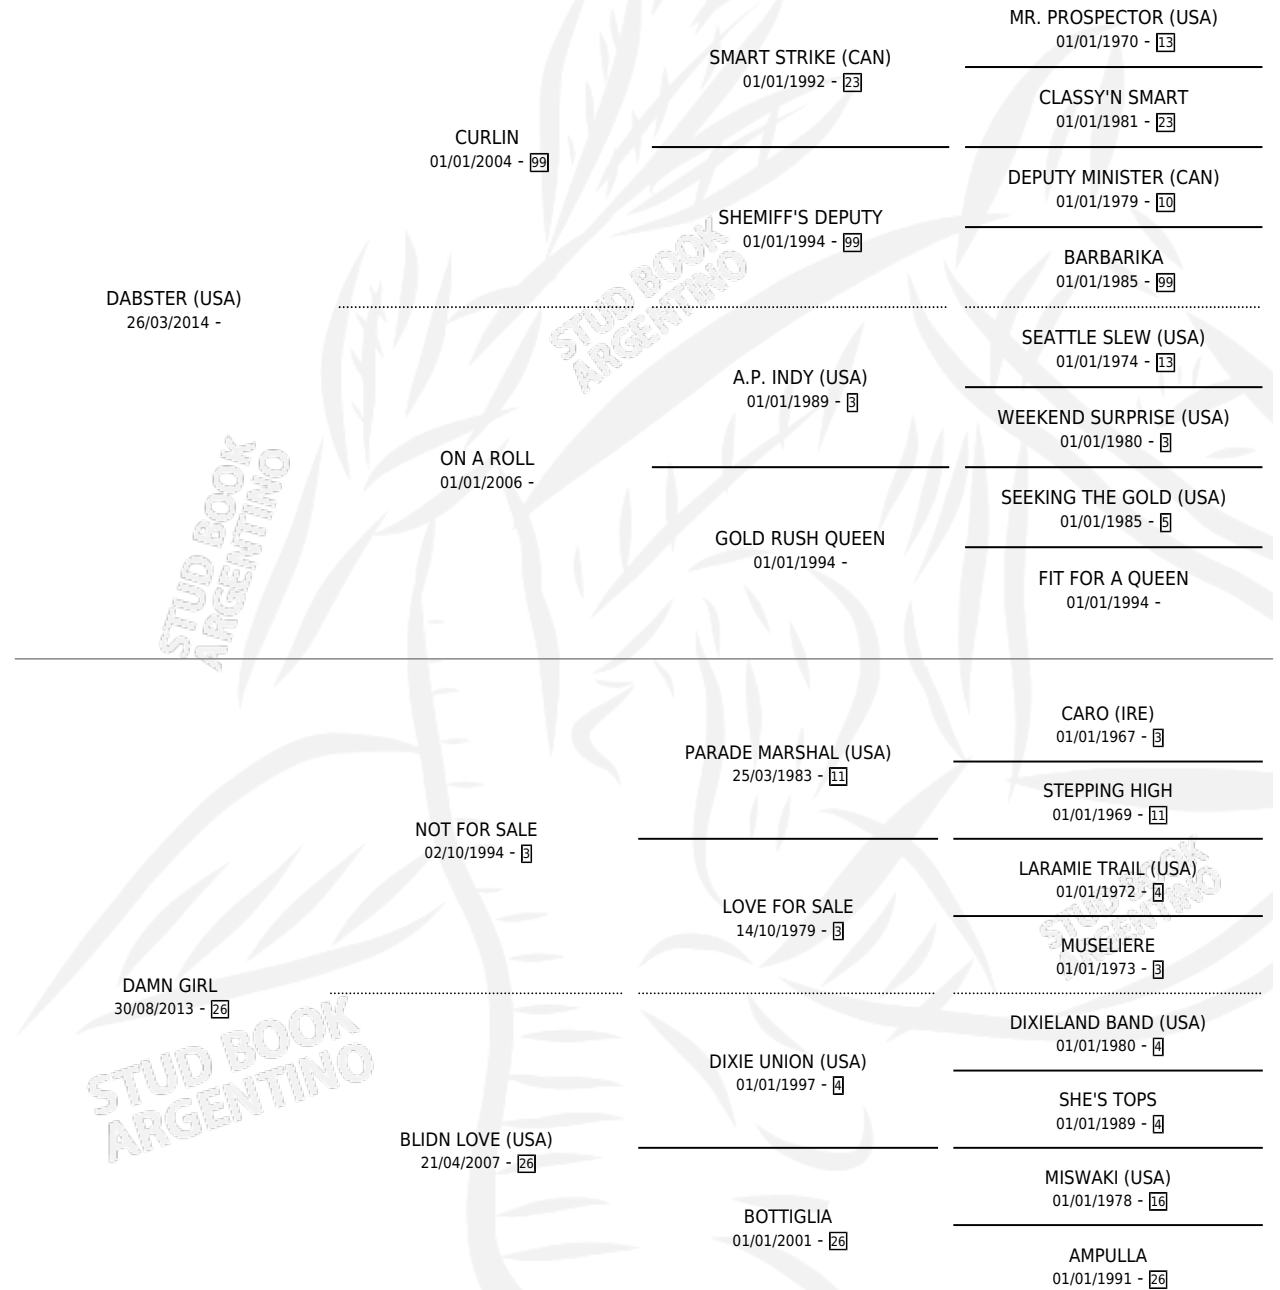 MR. PROSPECTOR (USA)
01/01/1970 - 13
SMART STRIKE (CAN)
01/01/1992 - 23
CLASSY'N SMART
01/01/1981 - 23
CURLIN
01/01/2004 - 99
DEPUTY MINISTER (CAN)
01/01/1979 - 10
SHEMIFF'S DEPUTY
01/01/1994 - 99
BARBARIKA
01/01/1985 - 99
DABSTER (USA)
26/03/2014 -
SEATTLE SLEW (USA)
01/01/1974 - 13
A.P. INDY (USA)
01/01/1989 - 3
WEEKEND SURPRISE (USA)
01/01/1980 - 3
ON A ROLL
01/01/2006 -
SEEKING THE GOLD (USA)
01/01/1985 - 5
GOLD RUSH QUEEN
01/01/1994 -
FIT FOR A QUEEN
01/01/1994 -
CARO (IRE)
01/01/1967 - 3
PARADE MARSHAL (USA)
25/03/1983 - 11
STEPPING HIGH
01/01/1969 - 11
NOT FOR SALE
02/10/1994 - 3
LARAMIE TRAIL (USA)
01/01/1972 - 4
LOVE FOR SALE
14/10/1979 - 3
MUSELIERE
01/01/1973 - 3
DAMN GIRL
30/08/2013 - 26
DIXIELAND BAND (USA)
01/01/1980 - 4
DIXIE UNION (USA)
01/01/1997 - 4
SHE'S TOPS
01/01/1989 - 4
BLIDN LOVE (USA)
21/04/2007 - 26
MISWAKI (USA)
01/01/1978 - 16
BOTTIGLIA
01/01/2001 - 26
AMPULLA
01/01/1991 - 26
STUD BOOK
ARGENTINO
STUD BOOK
ARGENTINO
STUD BOOK
ARGENTINO
STUD BOOK
ARGENTINO